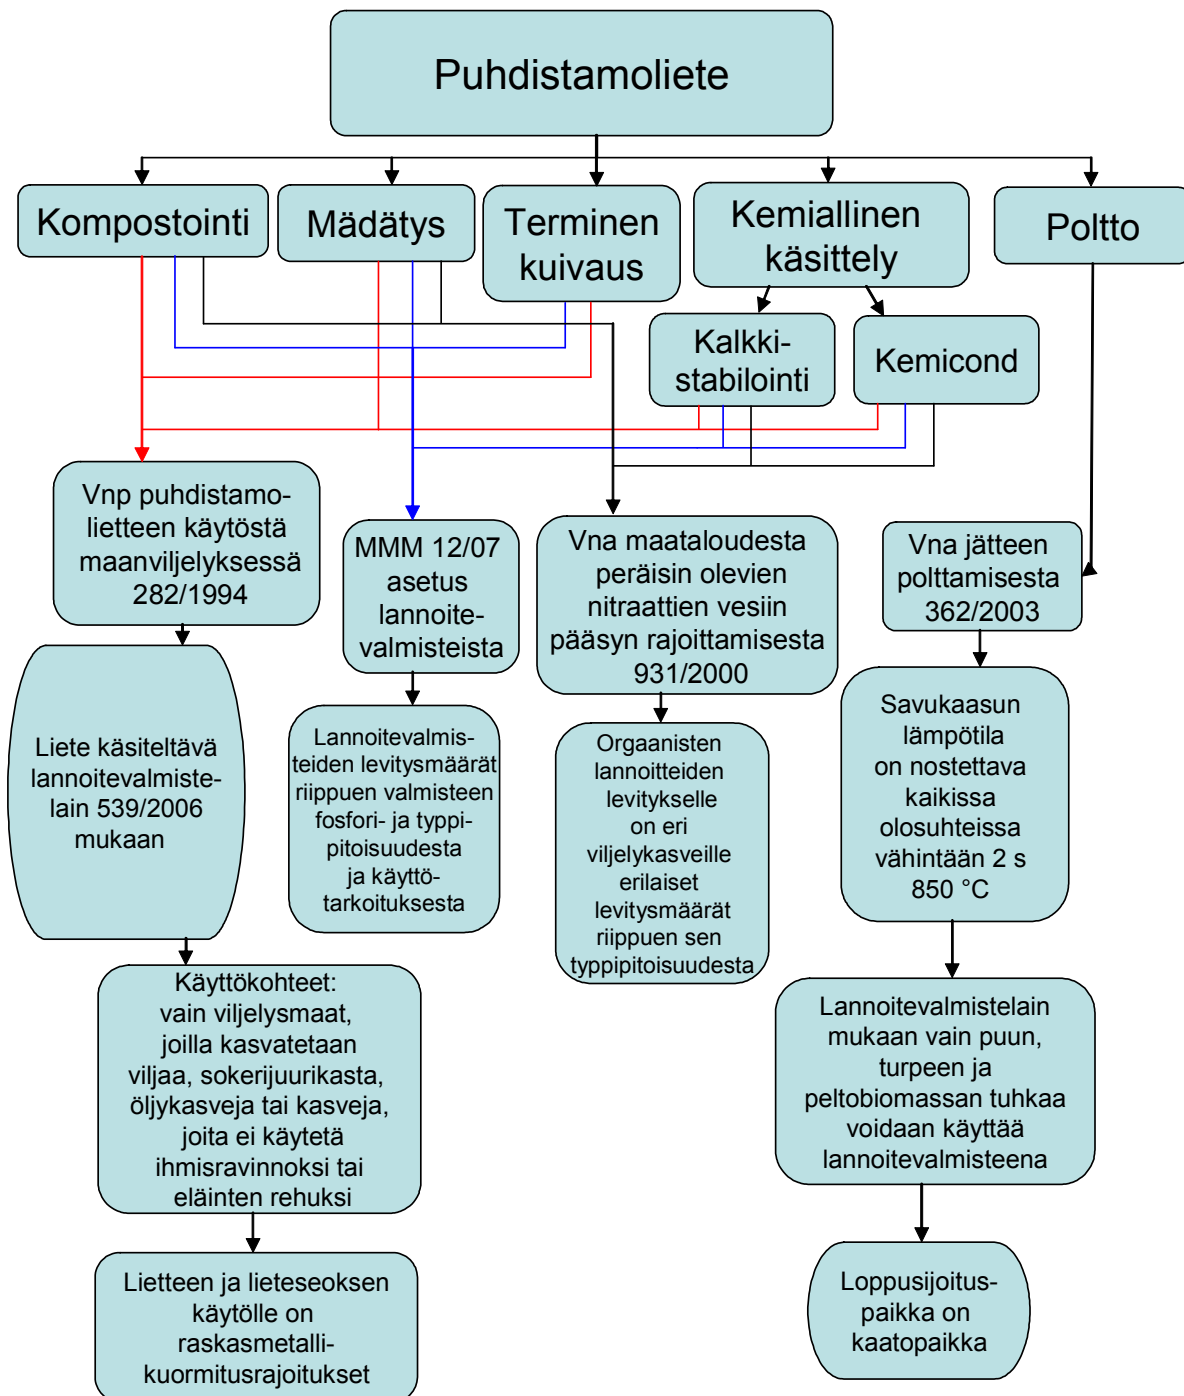 Puhdistamoliete
Kompostointi
Mädätys
Terminen
kuivaus
Kemiallinen
käsittely
Poltto
Kalkki-
stabilointi
Kemicond
Vnp puhdistamo-
lietteen käytöstä
maanviljelyksessä
282/1994
MMM 12/07
asetus
lannoite-
valmisteista
Vna maataloudesta
peräisin olevien
nitraattien vesiin
pääsyn rajoittamisesta
931/2000
Vna jätteen
polttamisesta
362/2003
Liete käsiteltävä
lannoitevalmiste-
lain 539/2006
mukaan
Lannoitevalmis-
teiden levitysmäärät
riippuen valmisteen
fosfori- ja typpi-
pitoisuudesta
ja käyttö-
tarkoituksesta
Orgaanisten
lannoitteiden
levitykselle
on eri
viljelykasveille
erilaiset
levitysmäärät
riippuen sen
typpipitoisuudesta
Savukaasun
lämpötila
on nostettava
kaikissa
olosuhteissa
vähintään 2 s
850 °C
Käyttökohteet:
vain viljelysmaat,
joilla kasvatetaan
viljaa, sokerijuurikasta,
öljykasveja tai kasveja,
joita ei käytetä
ihmisravinnoksi tai
eläinten rehuksi
Lannoitevalmistelain
mukaan vain puun,
turpeen ja
peltobiomassan tuhkaa
voidaan käyttää
lannoitevalmisteena
Lietteen ja lieteseoksen
käytölle on
raskasmetalli-
kuormitusrajoitukset
Loppusijoitus-
paikka on
kaatopaikka